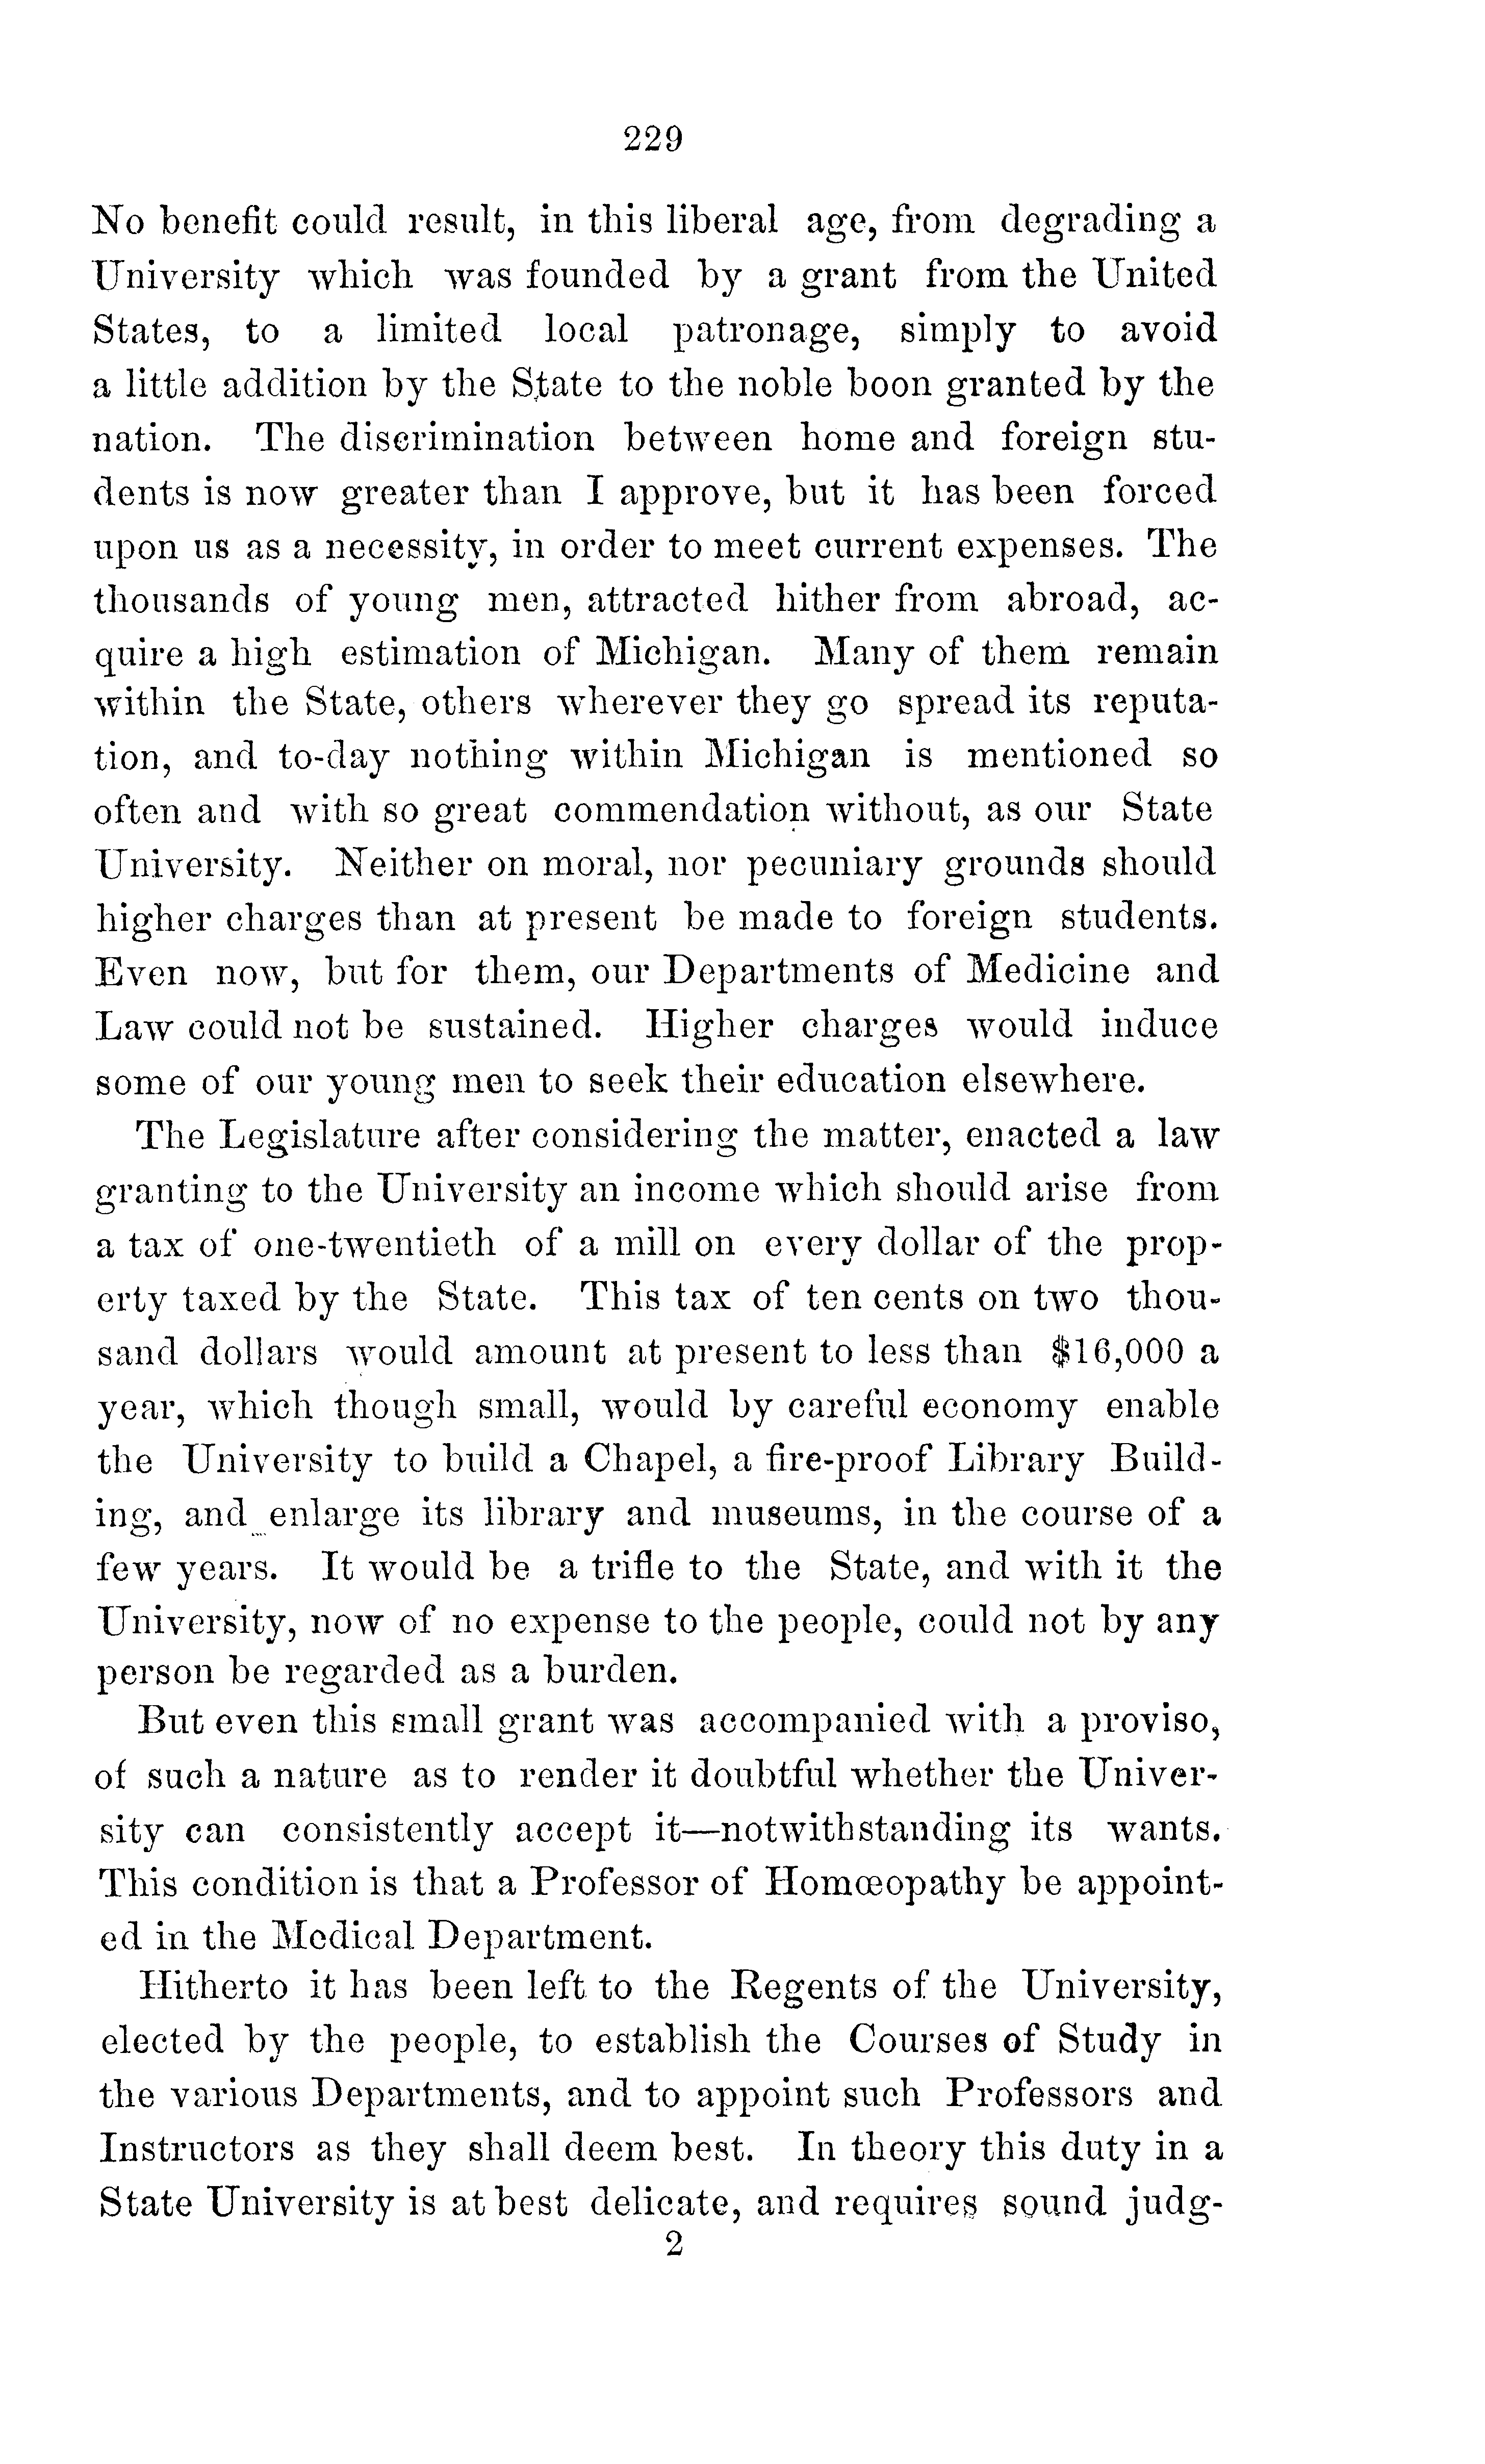 229
No benefit could result, in this liberal age, from degrading a
University which was founded by a grant from the United
States, to a limited local patronage, simply to avoid
a little addition by the State to the noble boon granted by the
nation. The discrimination between home and foreign stu-
dents is now greater than I approve, but it has been forced
upon us as a necessity, in order to meet current expenses. The
thousands of young men, attracted hither from abroad, ac-
quire a high estimation of Michigan. Many of them remain
within the State, others wherever they go spread its reputa-
tion, and to-day nothing within Michigan is mentioned so
often and with so great commendation without, as our State
University. Neither on moral, nor pecuniary grounds should
higher charges than at present be made to foreign students.
Even now, but for them, our Departments of Medicine and
Law could not be sustained. Higher charges would induce
some of our young men to seek their education elsewhere.
The Legislature after considering the matter, enacted a law
granting to the University an income which should arise from
a tax of one-twentieth of a mill on every dollar of the prop-
erty taxed by the State. This tax of ten cents on two thou-
sand dollars would amount at present to less than $16,000 a
year, which though small, would by careful economy enable
the University to build a Chapel, a fire-proof Library Build-
ing, and enlarge its library and museums, in the course of a
few years. It would be a trifle to the State, and with it the
University, now of no expense to the people, could not by any
person be regarded as a burden.
But even this small grant was accompanied with a proviso,
of such a nature as to render it doubtful whether the Univer-
sity can consistently accept it—notwithstanding its wants.
This condition is that a Professor of Homœopathy be appoint-
ed in the Medical Department.
Hitherto it has been left to the Regents of the University,
elected by the people, to establish the Courses of Study in
the various Departments, and to appoint such Professors and
Instructors as they shall deem best. In theory this duty in a
State University is at best delicate, and requires sound judg-
2